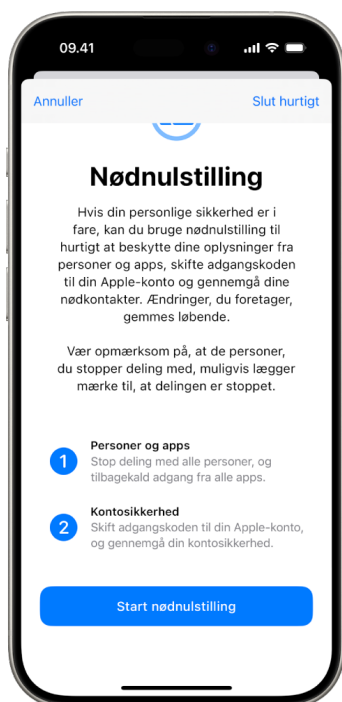 09.41
Annuller
Slut hurtigt
Nødnulstilling
Hvis din personlige sikkerhed er i
fare, kan du bruge nødnulstilling til
hurtigt at beskytte dine oplysninger fra
personer og apps, skifte adgangskoden
til din Apple-konto og gennemgå dine
nødkontakter. Ændringer, du foretager,
gemmes løbende.
Vær opmærksom på, at de personer,
du stopper deling med, muligvis lægger
mærke til, at delingen er stoppet.
1
Personer og apps
Stop deling med alle personer, og
tilbagekald adgang fra alle apps.
2
Kontosikkerhed
Skift adgangskoden til din Apple-konto,
og gennemgå din kontosikkerhed.
Start nødnulstilling